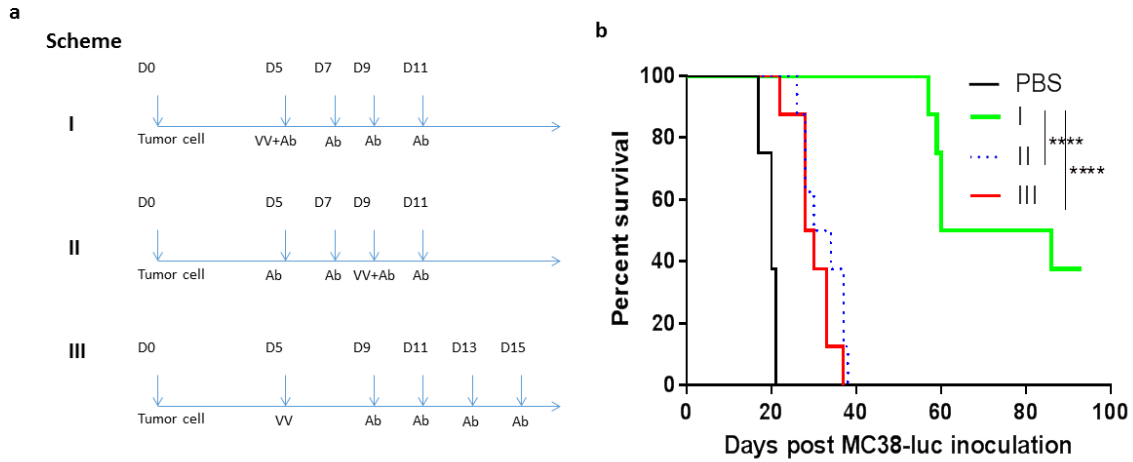 a
Scheme
D0 D5 D7 D9 D11
I
Tumor cell VV+Ab Ab Ab Ab
D0 D5 D7 D9 D11
II
Tumor cell Ab Ab VV+Ab Ab
D0 D5 D9 D11 D13 D15
III
Tumor cell VV Ab Ab Ab Ab
b
Percent survival
100
80
60
40
20
0
0 20 40 60 80 100
Days post MC38-luc inoculation
PBS
I
II
III
****
****